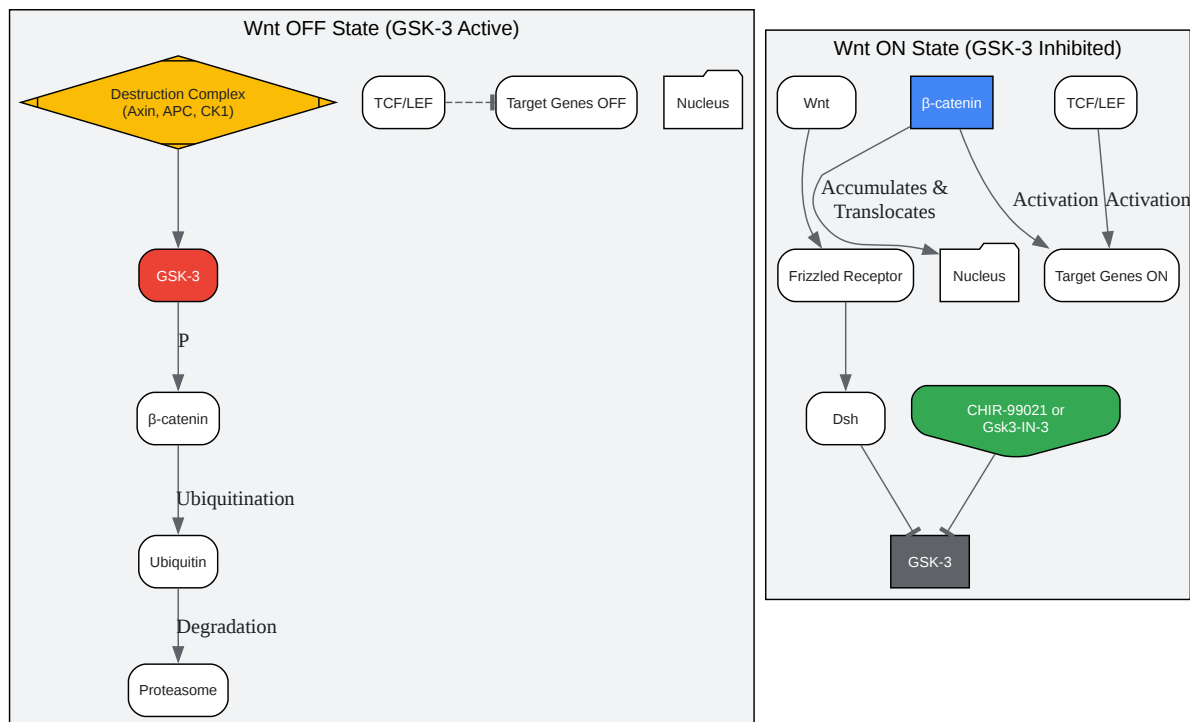 Wnt OFF State (GSK-3 Active)
Destruction Complex
(Axin, APC, CK1)
TCF/LEF
Target Genes OFF
Nucleus
GSK-3
P
β-catenin
Ubiquitination
Ubiquitin
Degradation
Proteasome
Wnt ON State (GSK-3 Inhibited)
Wnt
β-catenin
TCF/LEF
Accumulates &
Translocates
Activation
Activation
Frizzled Receptor
Nucleus
Target Genes ON
Dsh
CHIR-99021 or
Gsk3-IN-3
GSK-3